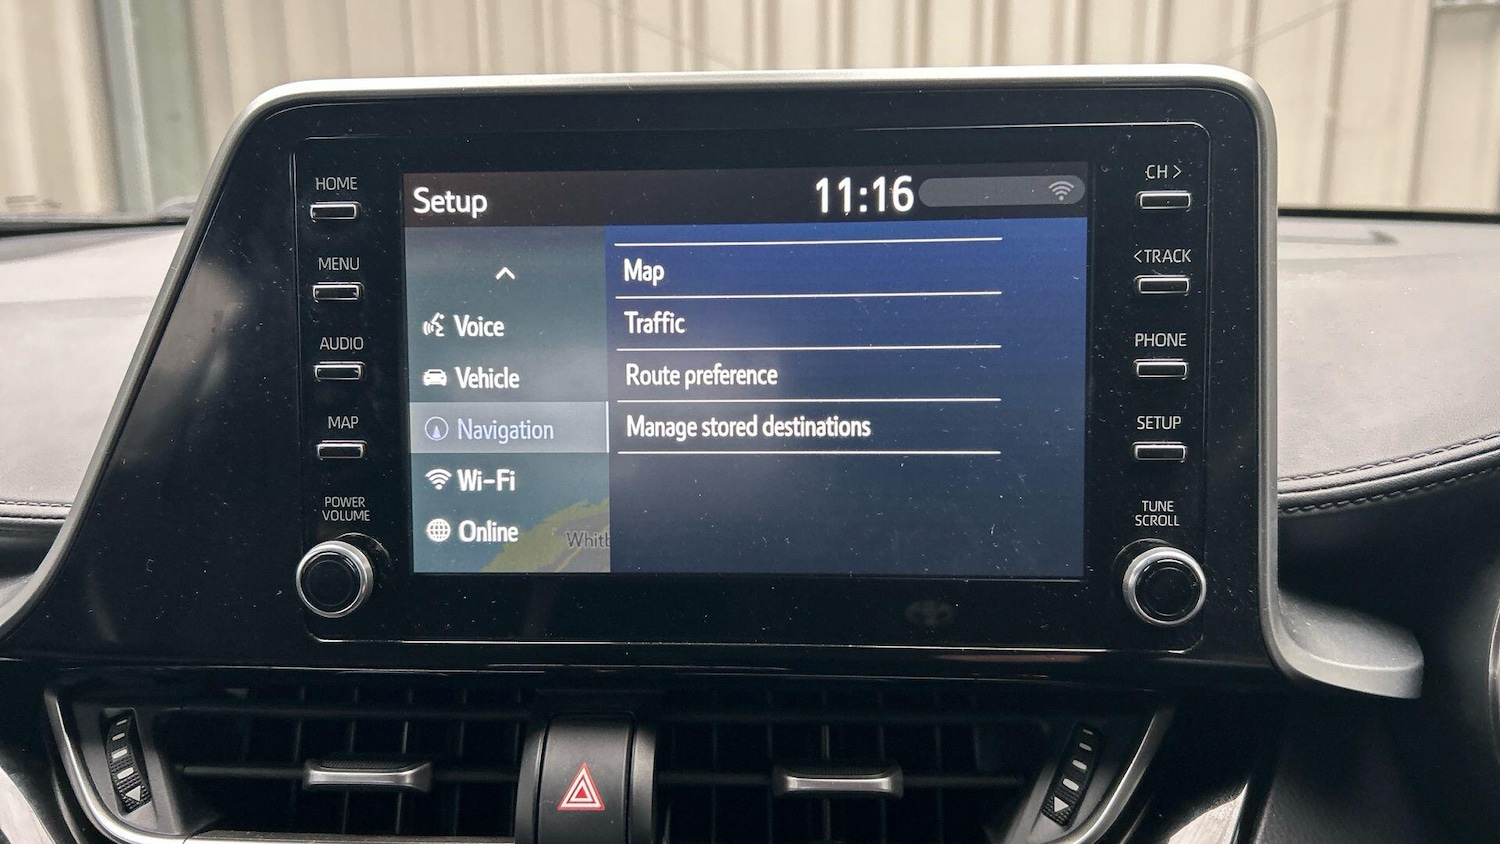 HOME
MENU
AUDIO
MAP
POWER
VOLUME
Setup
11:16
Voice
Vehicle
Navigation
Wi-Fi
Online
Map
Traffic
Route preference
Manage stored destinations
CH >
<TRACK
PHONE
SETUP
TUNE
SCROLL